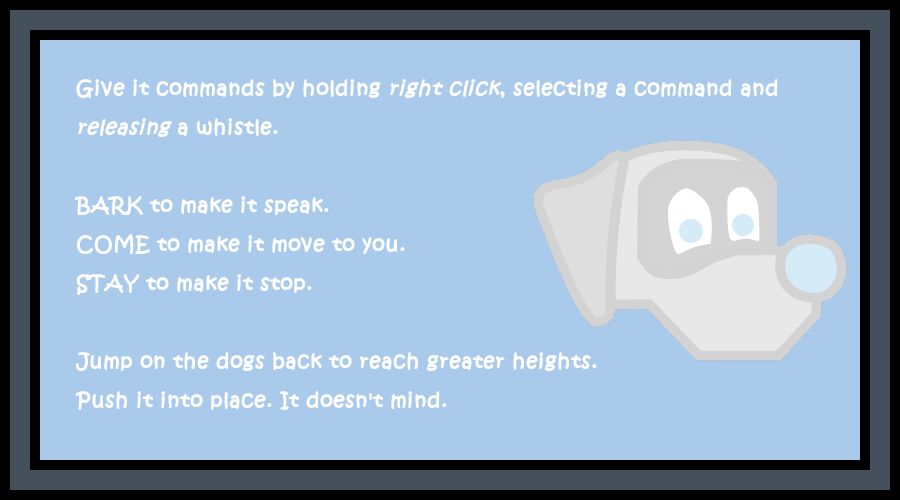 Give it commands by holding right click, selecting a command and
releasing a whistle.
BARK to make it speak.
COME to make it move to you.
STAY to make it stop.
Jump on the dogs back to reach greater heights.
Push it into place. It doesn't mind.